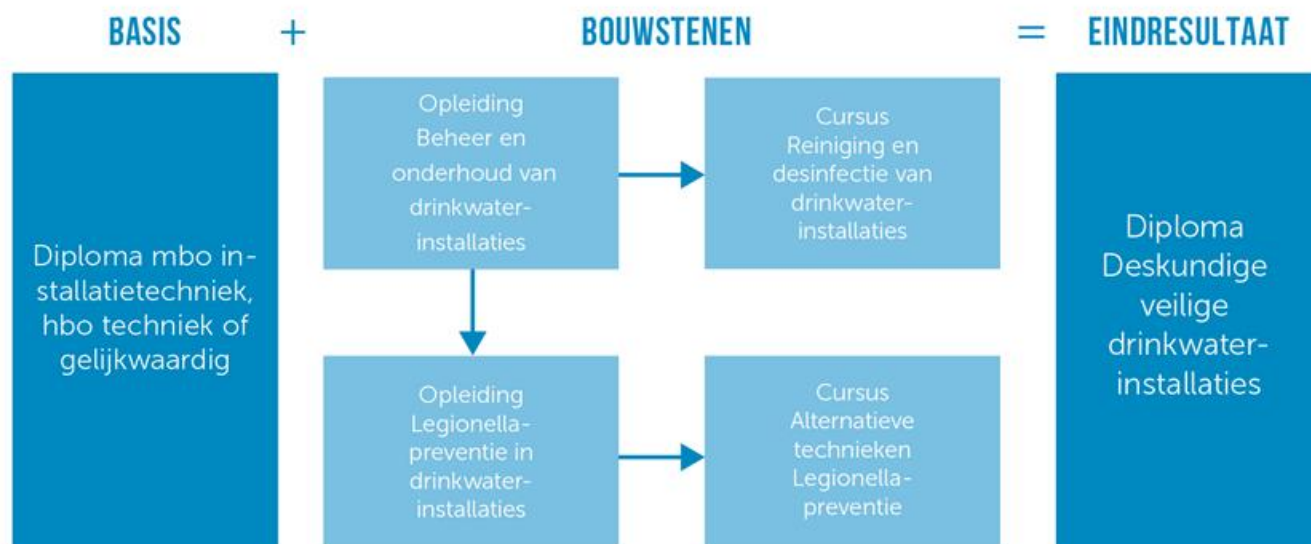 BASIS + BOUWSTENEN = EINDRESULTAAT
Diploma mbo in-
stallatietechniek,
hbo techniek of
gelijkwaardig
Opleiding
Beheer en
onderhoud van
drinkwater-
installaties
Cursus
Reiniging en
desinfectie van
drinkwater-
installaties
Opleiding
Legionella-
preventie in
drinkwater-
installaties
Cursus
Alternatieve
technieken
Legionella-
preventie
Diploma
Deskundige
veilige
drinkwater-
installaties